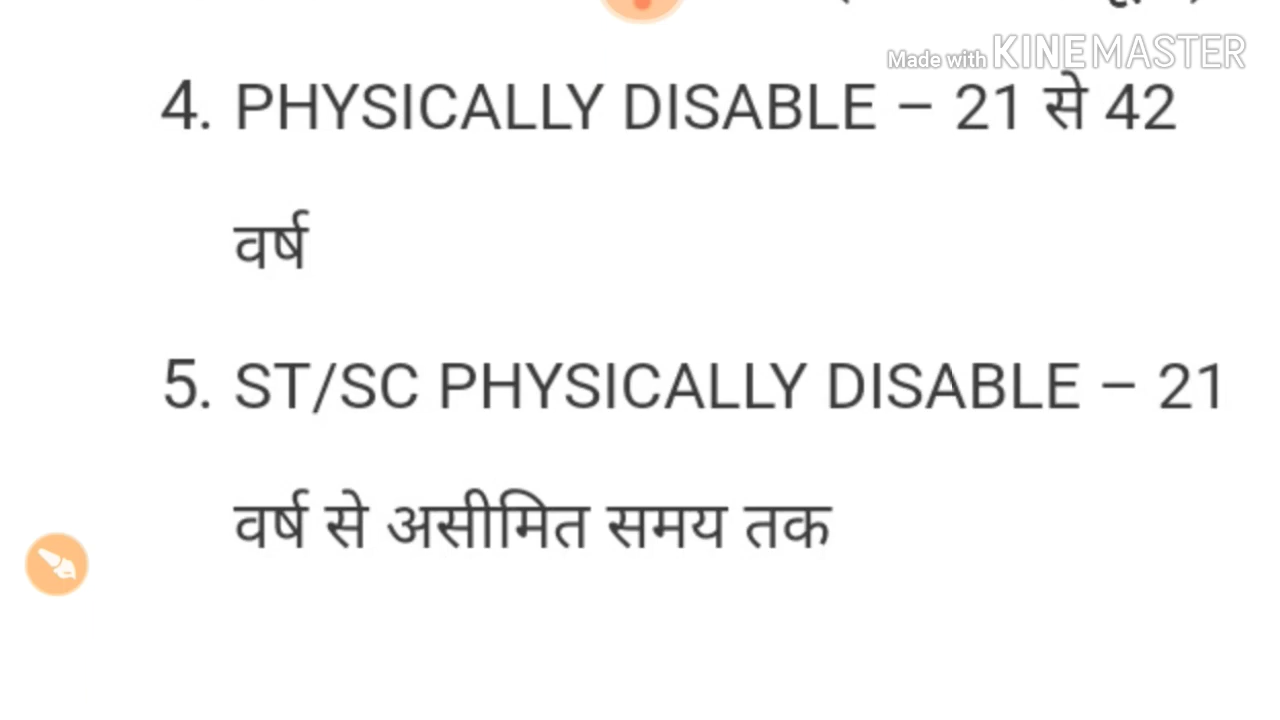 Made with KINEMASTER
4. PHYSICALLY DISABLE – 21 से 42
वर्ष
5. ST/SC PHYSICALLY DISABLE – 21
वर्ष से असीमित समय तक